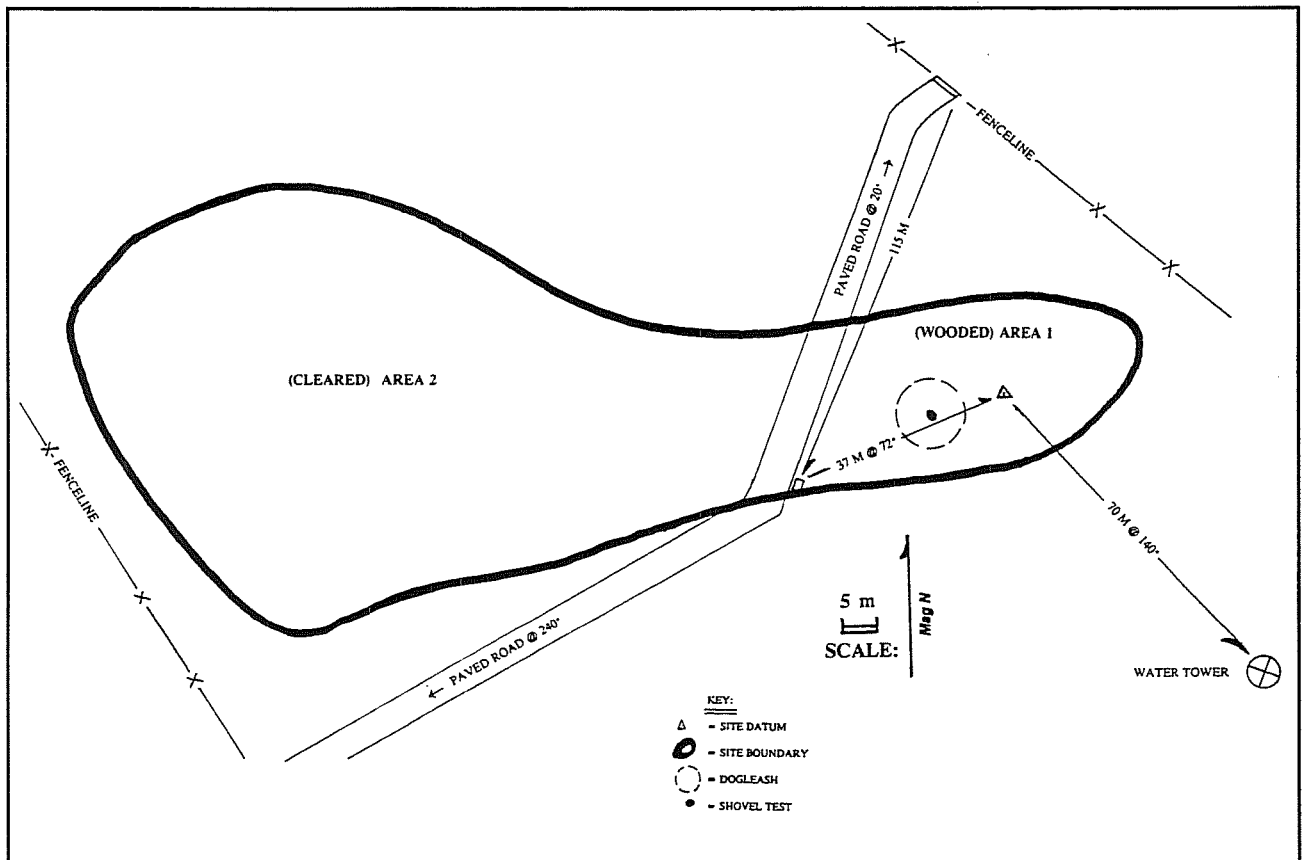 FENCELINE
PAVED ROAD @ 20°
115 M
(WOODED) AREA 1
(CLEARED) AREA 2
37 M @ 72°
FENCELINE
70 M @ 140°
5 m
SCALE:
Mag N
PAVED ROAD @ 240°
WATER TOWER
KEY:
= SITE DATUM
= SITE BOUNDARY
= DOGLEASH
= SHOVEL TEST